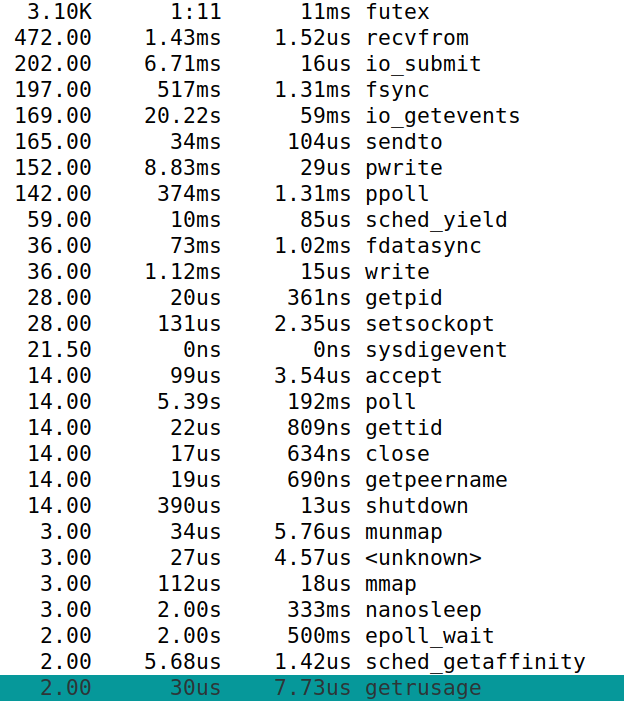 3.10K 1:11 11ms futex
472.00 1.43ms 1.52us recvfrom
202.00 6.71ms 16us io_submit
197.00 517ms 1.31ms fsync
169.00 20.22s 59ms io_getevents
165.00 34ms 104us sendto
152.00 8.83ms 29us pwrite
142.00 374ms 1.31ms ppoll
59.00 10ms 85us sched_yield
36.00 73ms 1.02ms fdatasync
36.00 1.12ms 15us write
28.00 20us 361ns getpid
28.00 131us 2.35us setsockopt
21.50 0ns 0ns sysdigevent
14.00 99us 3.54us accept
14.00 5.39s 192ms poll
14.00 22us 809ns gettid
14.00 17us 634ns close
14.00 19us 690ns getpeername
14.00 390us 13us shutdown
3.00 34us 5.76us munmap
3.00 27us 4.57us <unknown>
3.00 112us 18us mmap
3.00 2.00s 333ms nanosleep
2.00 2.00s 500ms epoll_wait
2.00 5.68us 1.42us sched_getaffinity
2.00 30us 7.73us getrusage